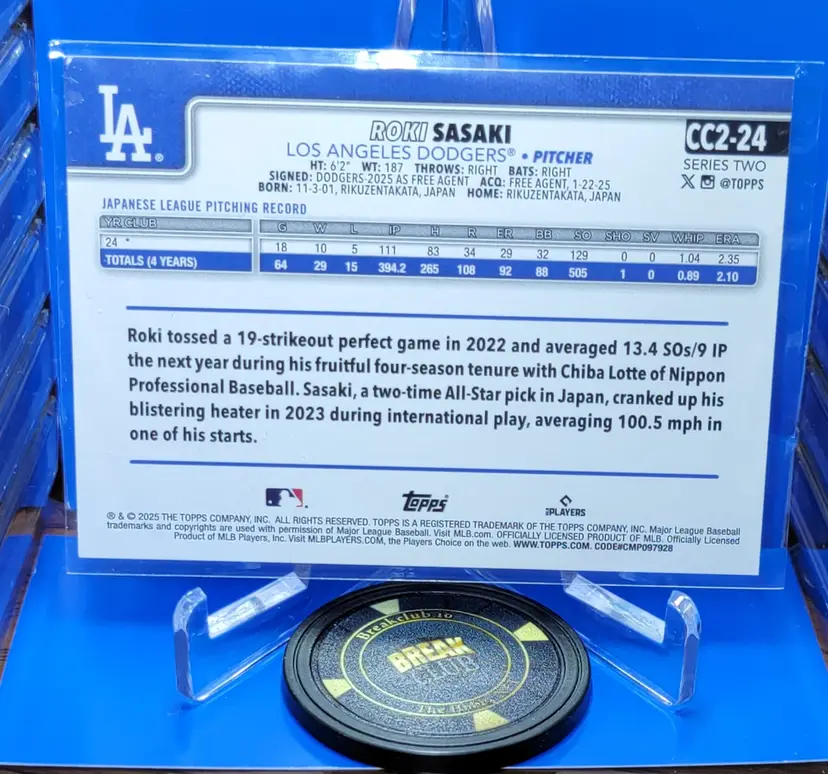 LA
ROKI SASAKI
CC2-24
LOS ANGELES DODGERS® • PITCHER
SERIES TWO
HT: 6'2" WT: 187 THROWS: RIGHT BATS: RIGHT
X @TOPPS
SIGNED: DODGERS-2025 AS FREE AGENT ACQ: FREE AGENT, 1-22-25
BORN: 11-3-01, RIKUZENTAKATA, JAPAN HOME: RIKUZENTAKATA, JAPAN
JAPANESE LEAGUE PITCHING RECORD
YR CLUB G W L IP H R ER BB SO SHO SV WHIP ERA
24 * 18 10 5 111 83 34 29 32 129 0 0 1.04 2.35
TOTALS (4 YEARS) 64 29 15 394.2 265 108 92 88 505 1 0 0.89 2.10
Roki tossed a 19-strikeout perfect game in 2022 and averaged 13.4 SOs/9 IP
the next year during his fruitful four-season tenure with Chiba Lotte of Nippon
Professional Baseball. Sasaki, a two-time All-Star pick in Japan, cranked up his
blistering heater in 2023 during international play, averaging 100.5 mph in
one of his starts.
Topps
PLAYERS
® & © 2025 THE TOPPS COMPANY, INC. ALL RIGHTS RESERVED. TOPPS IS A REGISTERED TRADEMARK OF THE TOPPS COMPANY, INC. Major League Baseball
trademarks and copyrights are used with permission of Major League Baseball. Visit MLB.com. OFFICIALLY LICENSED PRODUCT OF MLB. Officially Licensed
Product of MLB Players, Inc. Visit MLBPLAYERS.COM, the Players Choice on the web. WWW.TOPPS.COM. CODE#CMP097928
Breakclub.io
BREAK
CLUB